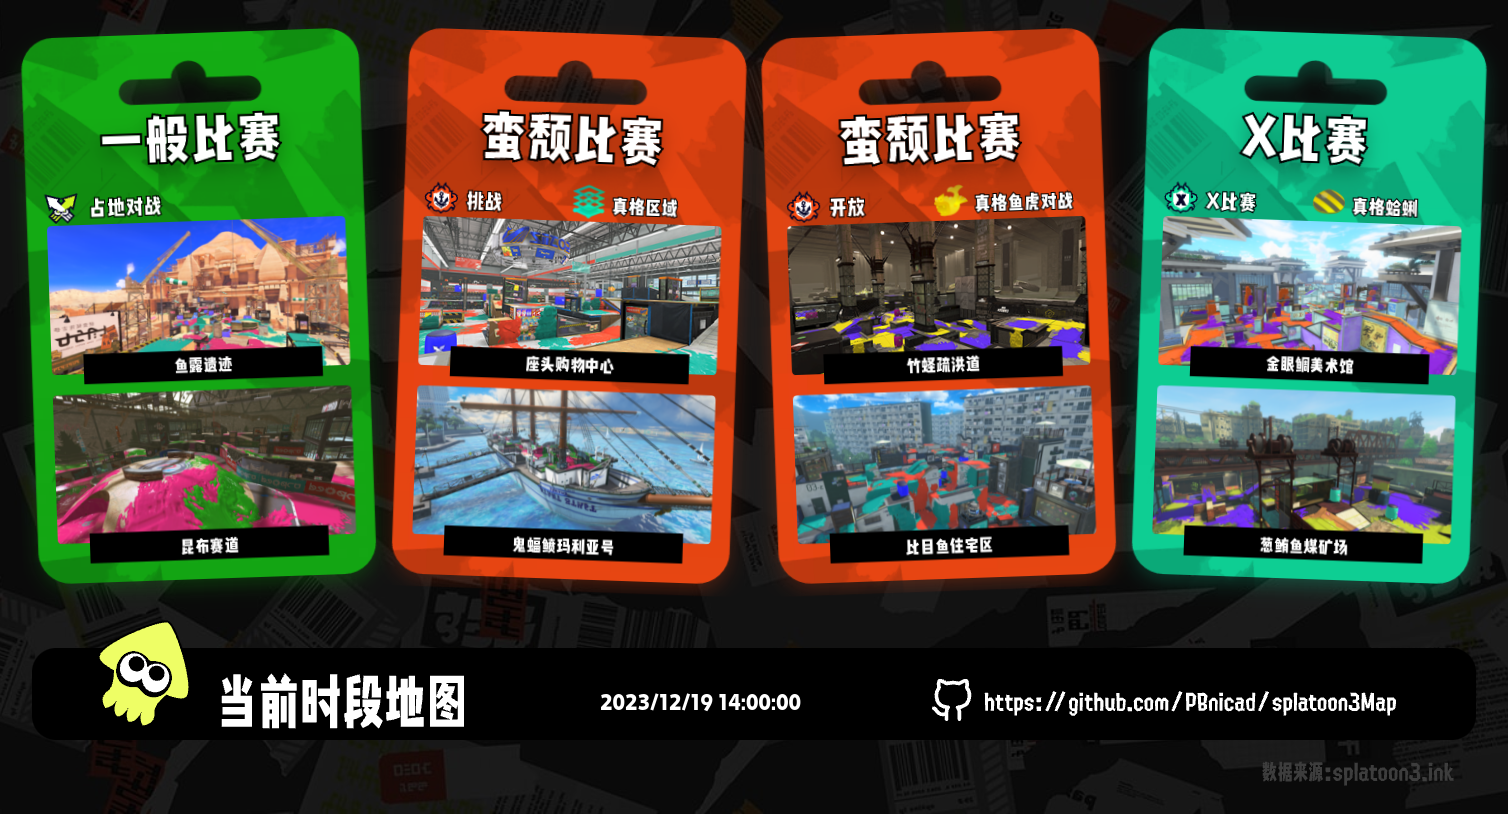 一般比赛
占地对战
鱼露遗迹
昆布赛道
蛮颓比赛
挑战
真格区域
座头购物中心
鬼蝠鲼玛利亚号
蛮颓比赛
开放
真格鱼虎对战
竹蛏疏洪道
比目鱼住宅区
X比赛
X比赛
真格蛤蜊
金眼鲷美术馆
葱鲔鱼煤矿场
当前时段地图
2023/12/19 14:00:00
https://github.com/PBnicad/splatoon3Map
数据来源:splatoon3.ink